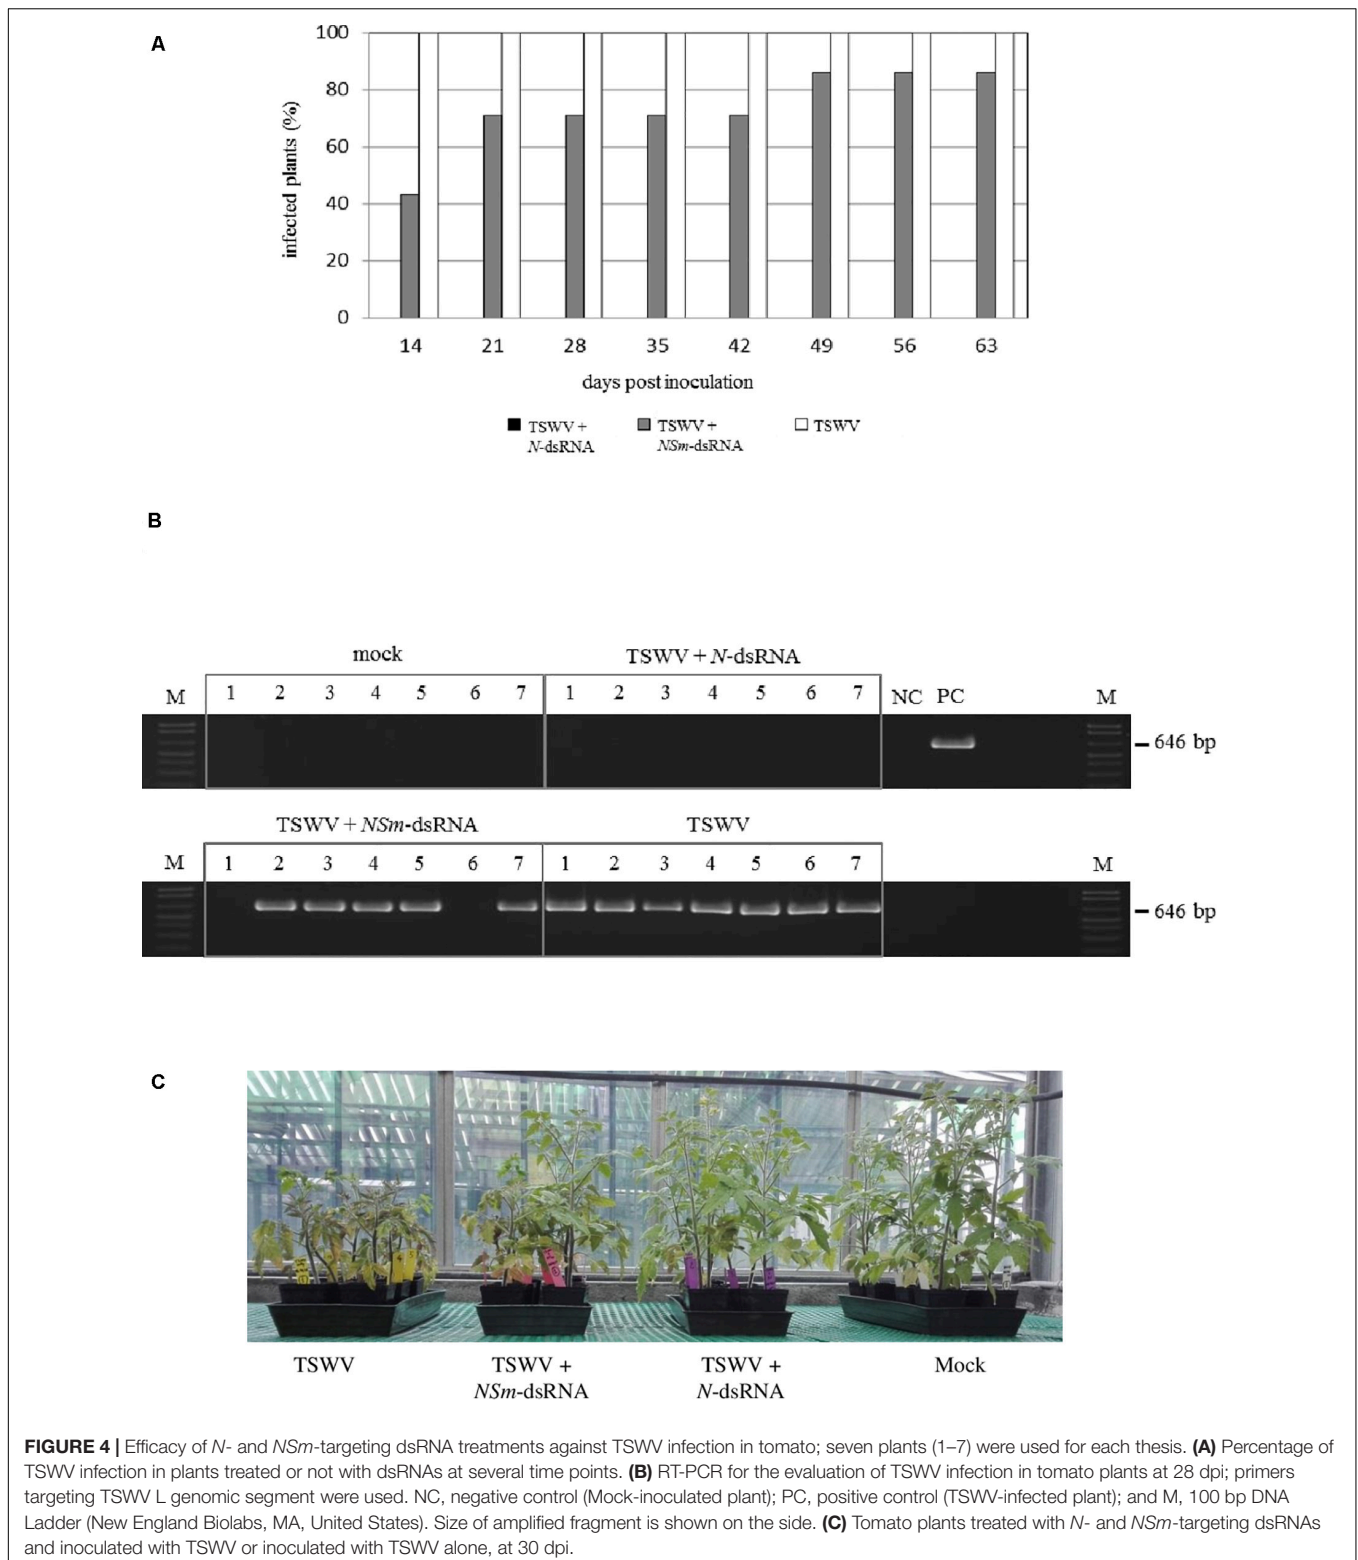 A
100
80
60
40
20
0
infected plants (%)
14 21 28 35 42 49 56 63
days post inoculation
TSWV + N-dsRNA
TSWV + NSm-dsRNA
TSWV
B
mock TSWV + N-dsRNA
M 1 2 3 4 5 6 7 1 2 3 4 5 6 7 NC PC M
646 bp
TSWV + NSm-dsRNA TSWV
M 1 2 3 4 5 6 7 1 2 3 4 5 6 7 M
646 bp
C
TSWV
TSWV + NSm-dsRNA
TSWV + N-dsRNA
Mock
FIGURE 4 | Efficacy of N- and NSm-targeting dsRNA treatments against TSWV infection in tomato; seven plants (1–7) were used for each thesis. (A) Percentage of
TSWV infection in plants treated or not with dsRNAs at several time points. (B) RT-PCR for the evaluation of TSWV infection in tomato plants at 28 dpi; primers
targeting TSWV L genomic segment were used. NC, negative control (Mock-inoculated plant); PC, positive control (TSWV-infected plant); and M, 100 bp DNA
Ladder (New England Biolabs, MA, United States). Size of amplified fragment is shown on the side. (C) Tomato plants treated with N- and NSm-targeting dsRNAs
and inoculated with TSWV or inoculated with TSWV alone, at 30 dpi.